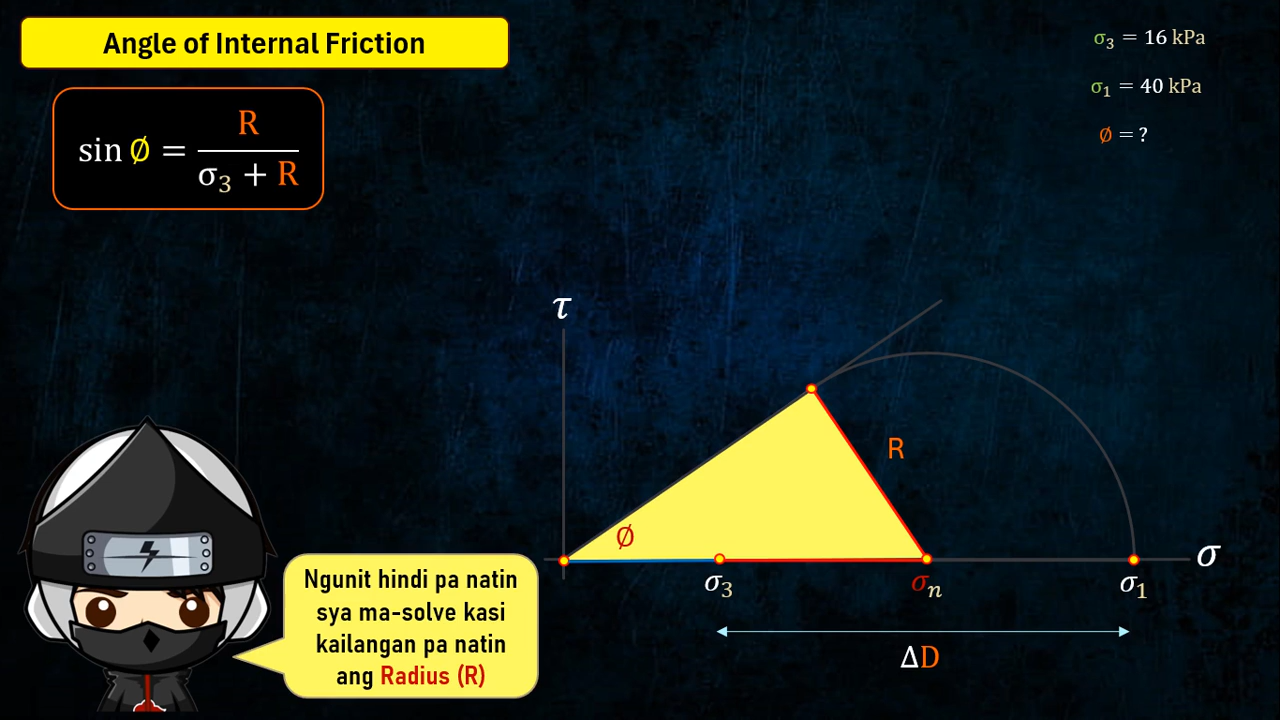 Angle of Internal Friction
σ₃ = 16 kPa
σ₁ = 40 kPa
Ø = ?
sin Ø = R / (σ₃ + R)
τ
R
Ø
σ
σ₃
σₙ
σ₁
ΔD
Ngunit hindi pa natin
sya ma-solve kasi
kailangan pa natin
ang Radius (R)